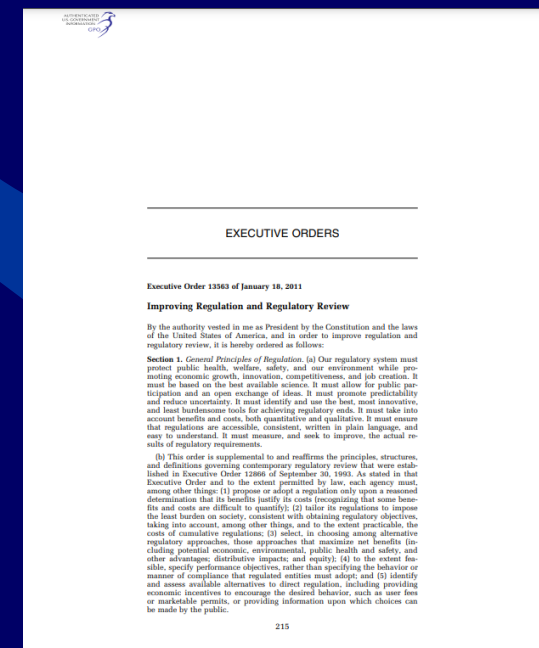 AUTHENTICATED
U.S. GOVERNMENT
INFORMATION
GPO
EXECUTIVE ORDERS
Executive Order 13563 of January 18, 2011
Improving Regulation and Regulatory Review
By the authority vested in me as President by the Constitution and the laws
of the United States of America, and in order to improve regulation and
regulatory review, it is hereby ordered as follows:
Section 1. General Principles of Regulation. (a) Our regulatory system must
protect public health, welfare, safety, and our environment while pro-
moting economic growth, innovation, competitiveness, and job creation. It
must be based on the best available science. It must allow for public par-
ticipation and an open exchange of ideas. It must promote predictability
and reduce uncertainty. It must identify and use the best, most innovative,
and least burdensome tools for achieving regulatory ends. It must take into
account benefits and costs, both quantitative and qualitative. It must ensure
that regulations are accessible, consistent, written in plain language, and
easy to understand. It must measure, and seek to improve, the actual re-
sults of regulatory requirements.
(b) This order is supplemental to and reaffirms the principles, structures,
and definitions governing contemporary regulatory review that were estab-
lished in Executive Order 12866 of September 30, 1993. As stated in that
Executive Order and to the extent permitted by law, each agency must,
among other things: (1) propose or adopt a regulation only upon a reasoned
determination that its benefits justify its costs (recognizing that some bene-
fits and costs are difficult to quantify); (2) tailor its regulations to impose
the least burden on society, consistent with obtaining regulatory objectives,
taking into account, among other things, and to the extent practicable, the
costs of cumulative regulations; (3) select, in choosing among alternative
regulatory approaches, those approaches that maximize net benefits (in-
cluding potential economic, environmental, public health and safety, and
other advantages; distributive impacts; and equity); (4) to the extent fea-
sible, specify performance objectives, rather than specifying the behavior or
manner of compliance that regulated entities must adopt; and (5) identify
and assess available alternatives to direct regulation, including providing
economic incentives to encourage the desired behavior, such as user fees
or marketable permits, or providing information upon which choices can
be made by the public.
215